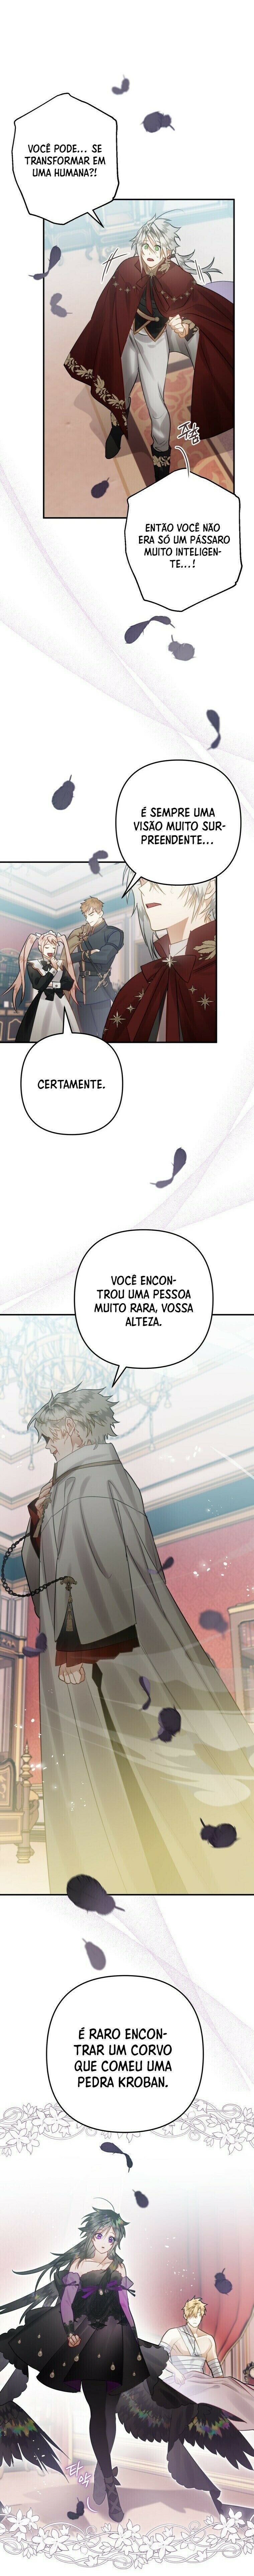 VOCÊ PODE... SE
TRANSFORMAR EM
UMA HUMANA?!
ENTÃO VOCÊ NÃO
ERA SÓ UM PÁSSARO
MUITO INTELIGEN-
TE...!
É SEMPRE UMA
VISÃO MUITO SUR-
PREENDENTE...
CERTAMENTE.
VOCÊ ENCON-
TROU UMA PESSOA
MUITO RARA, VOSSA
ALTEZA.
É RARO ENCON-
TRAR UM CORVO
QUE COMEU UMA
PEDRA KROBAN.
타악